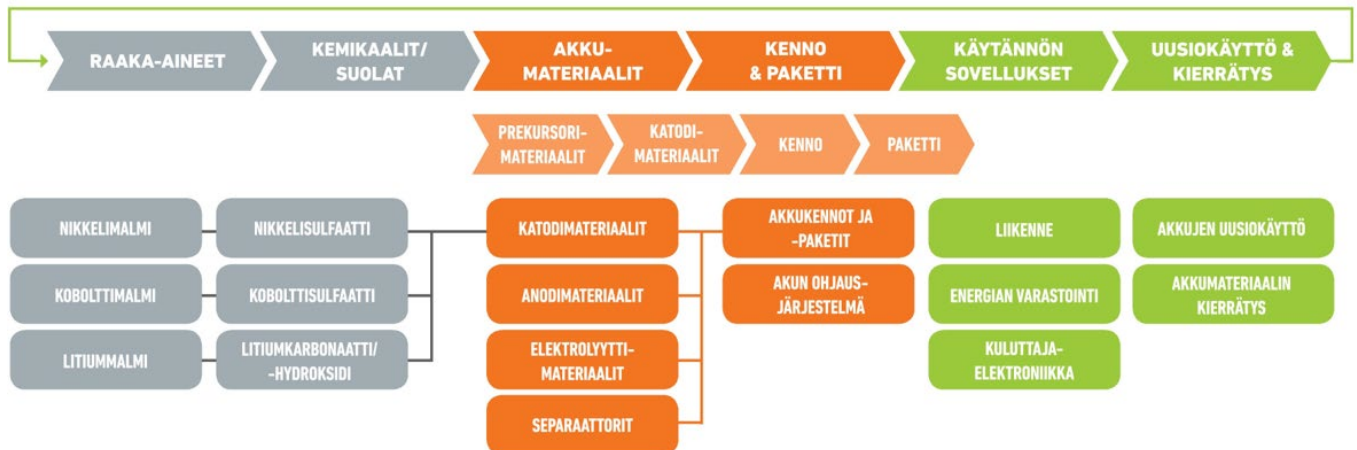 RAAKA-AINEET
KEMIKAALIT/
SUOLAT
AKKU-
MATERIAALIT
KENNO
& PAKETTI
KÄYTÄNNÖN
SOVELLUKSET
UUSIOKÄYTTÖ &
KIERRÄTYS
PREKURSORI-
MATERIAALIT
KATODI-
MATERIAALIT
KENNO
PAKETTI
NIKKELIMALMI
NIKKELISULFAATTI
KATODIMATERIAALIT
AKKUKENNOT JA
-PAKETIT
LIIKENNE
AKKUJEN UUSIOKÄYTTÖ
KOBOLTTIMALMI
KOBOLTTISULFAATTI
ANODIMATERIAALIT
AKUN OHJAUS-
JÄRJESTELMÄ
ENERGIAN VARASTOINTI
AKKUMATERIAALIN
KIERRÄTYS
LITIUMMALMI
LITIUMKARBONAATTI/
-HYDROKSIDI
ELEKTROLYYTTI-
MATERIAALIT
KULUTTAJA-
ELEKTRONIIKKA
SEPARAATTORIT